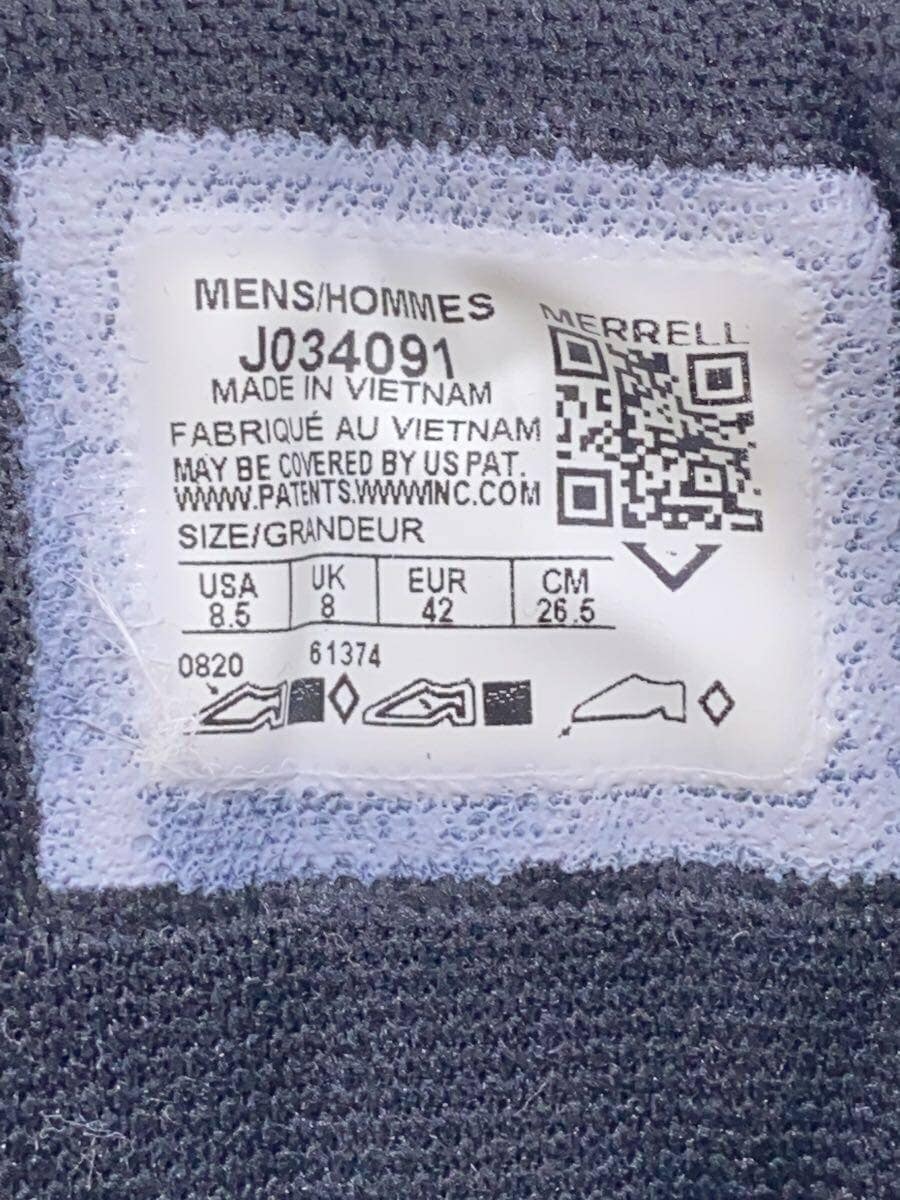 MENS/HOMMES
J034091
MADE IN VIETNAM
FABRIQUÉ AU VIETNAM
MAY BE COVERED BY US PAT.
WWW.PATENTS.WWWINC.COM
SIZE/GRANDEUR
USA UK EUR CM
8.5 8 42 26.5
0820 61374
MERRELL